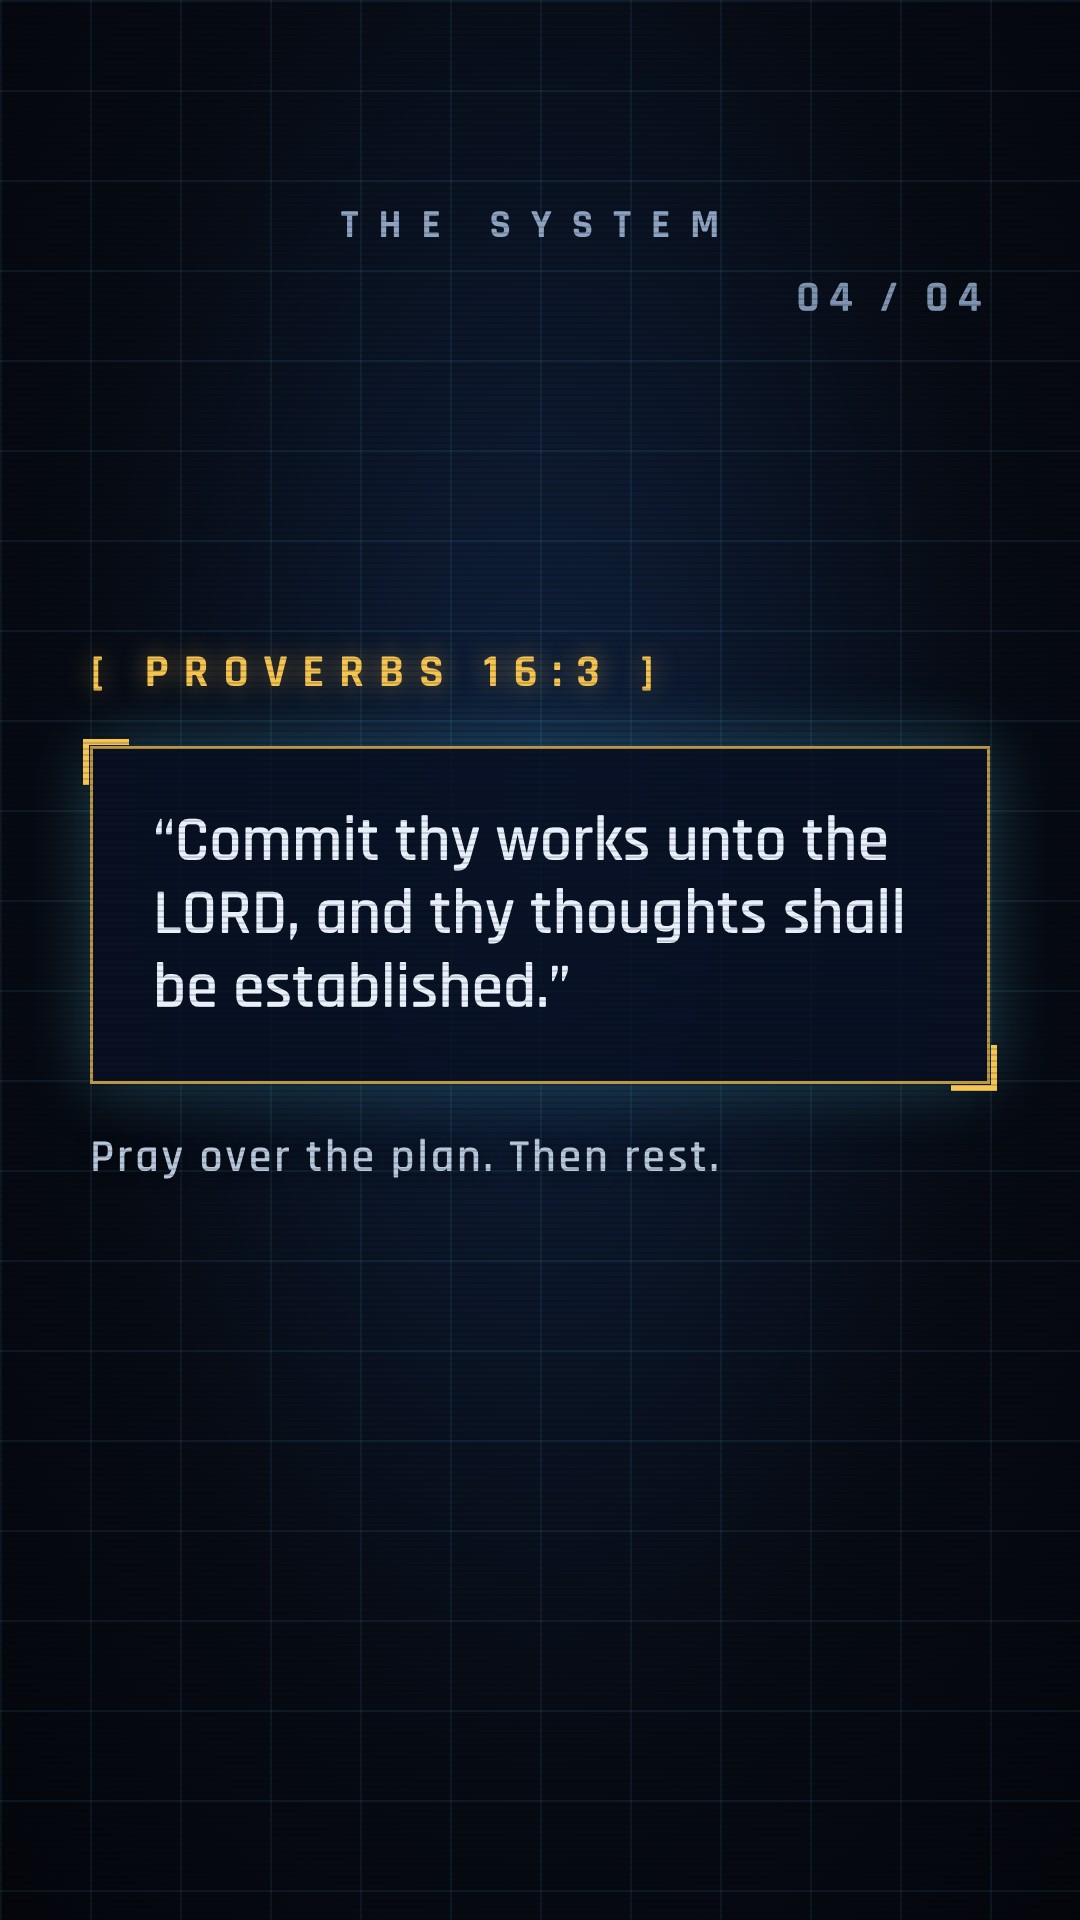 THE SYSTEM
04 / 04
[ PROVERBS 16:3 ]
“Commit thy works unto the
LORD, and thy thoughts shall
be established.”
Pray over the plan. Then rest.